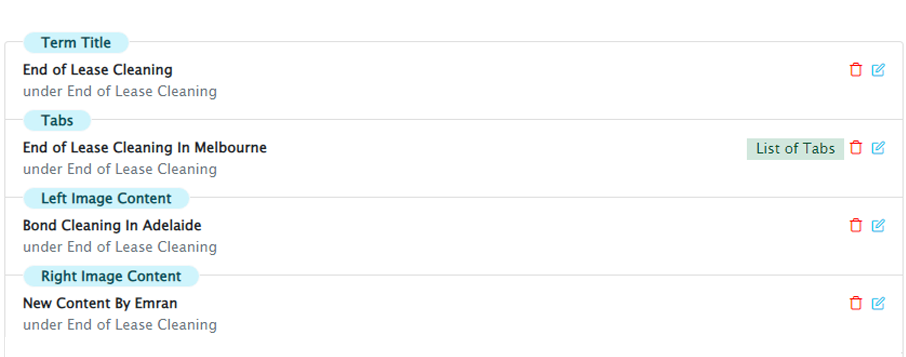 Term Title
End of Lease Cleaning
under End of Lease Cleaning
Tabs
End of Lease Cleaning In Melbourne
List of Tabs
under End of Lease Cleaning
Left Image Content
Bond Cleaning In Adelaide
under End of Lease Cleaning
Right Image Content
New Content By Emran
under End of Lease Cleaning